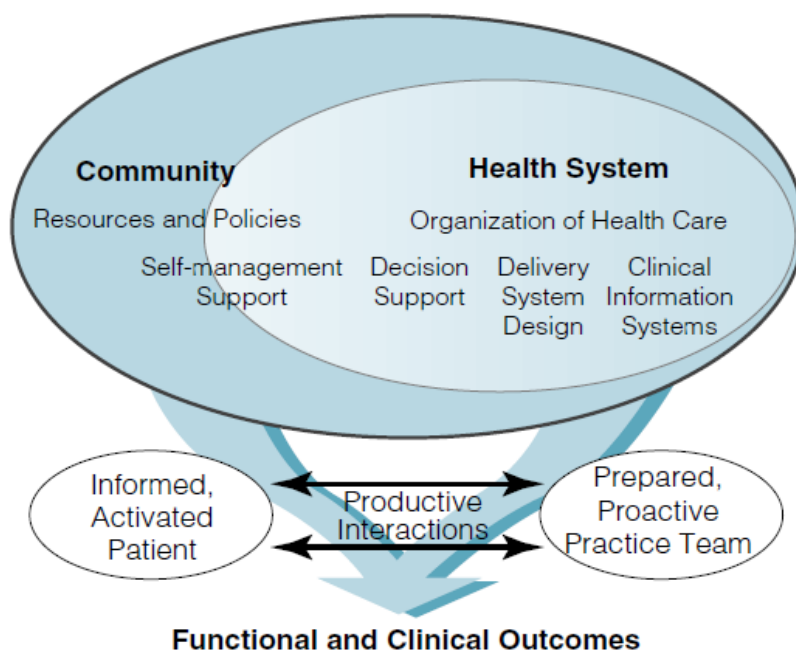 Community
Health System
Resources and Policies
Organization of Health Care
Self-management
Support
Decision
Support
Delivery
System
Design
Clinical
Information
Systems
Informed,
Activated
Patient
Productive
Interactions
Prepared,
Proactive
Practice Team
Functional and Clinical Outcomes